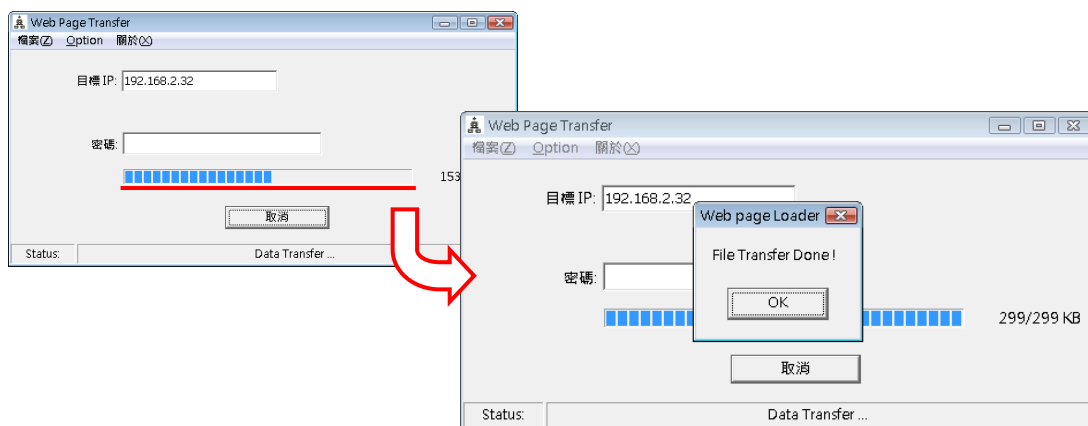 Web Page Transfer
檔案(Z) Option 關於(X)
目標 IP: 192.168.2.32
密碼:
153
取消
Status: Data Transfer ...
Web Page Transfer
檔案(Z) Option 關於(X)
目標 IP: 192.168.2.32
Web page Loader
File Transfer Done !
密碼:
OK
299/299 KB
取消
Status: Data Transfer ...